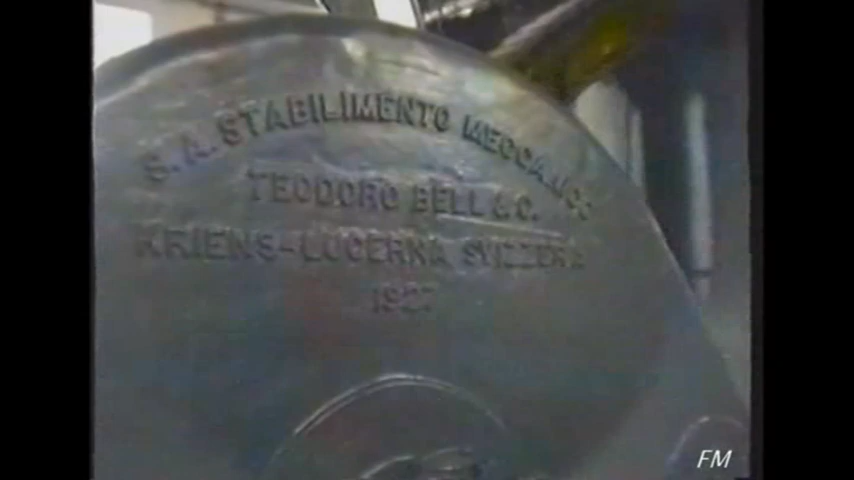 S.A. STABILIMENTO MECCANICO
TEODORO BELL & C.
KRIENS-LUCERNA SVIZZERA
1927
FM